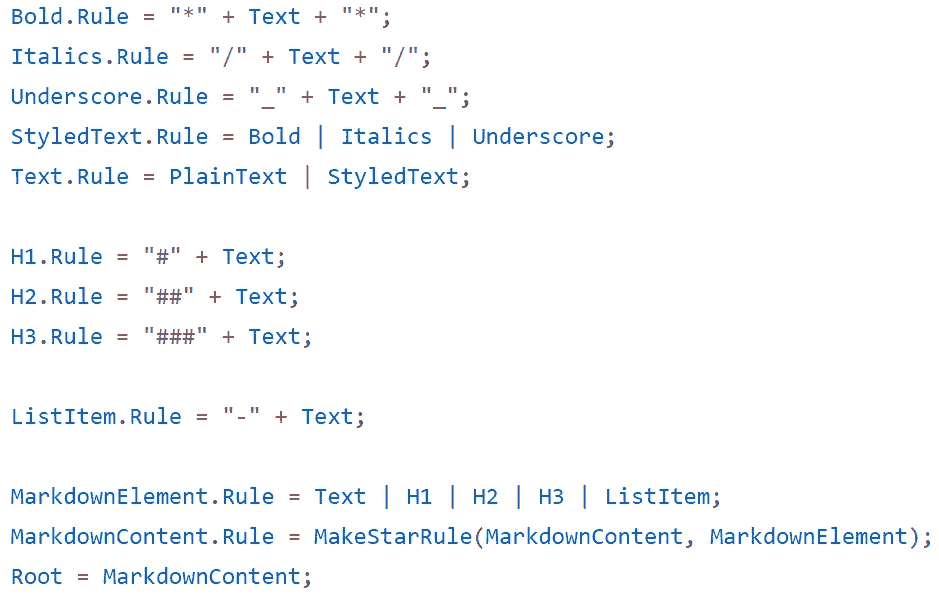 Bold.Rule = "*" + Text + "*";
Italics.Rule = "/" + Text + "/";
Underscore.Rule = "_" + Text + "_";
StyledText.Rule = Bold | Italics | Underscore;
Text.Rule = PlainText | StyledText;
H1.Rule = "#" + Text;
H2.Rule = "##" + Text;
H3.Rule = "###" + Text;
ListItem.Rule = "-" + Text;
MarkdownElement.Rule = Text | H1 | H2 | H3 | ListItem;
MarkdownContent.Rule = MakeStarRule(MarkdownContent, MarkdownElement);
Root = MarkdownContent;